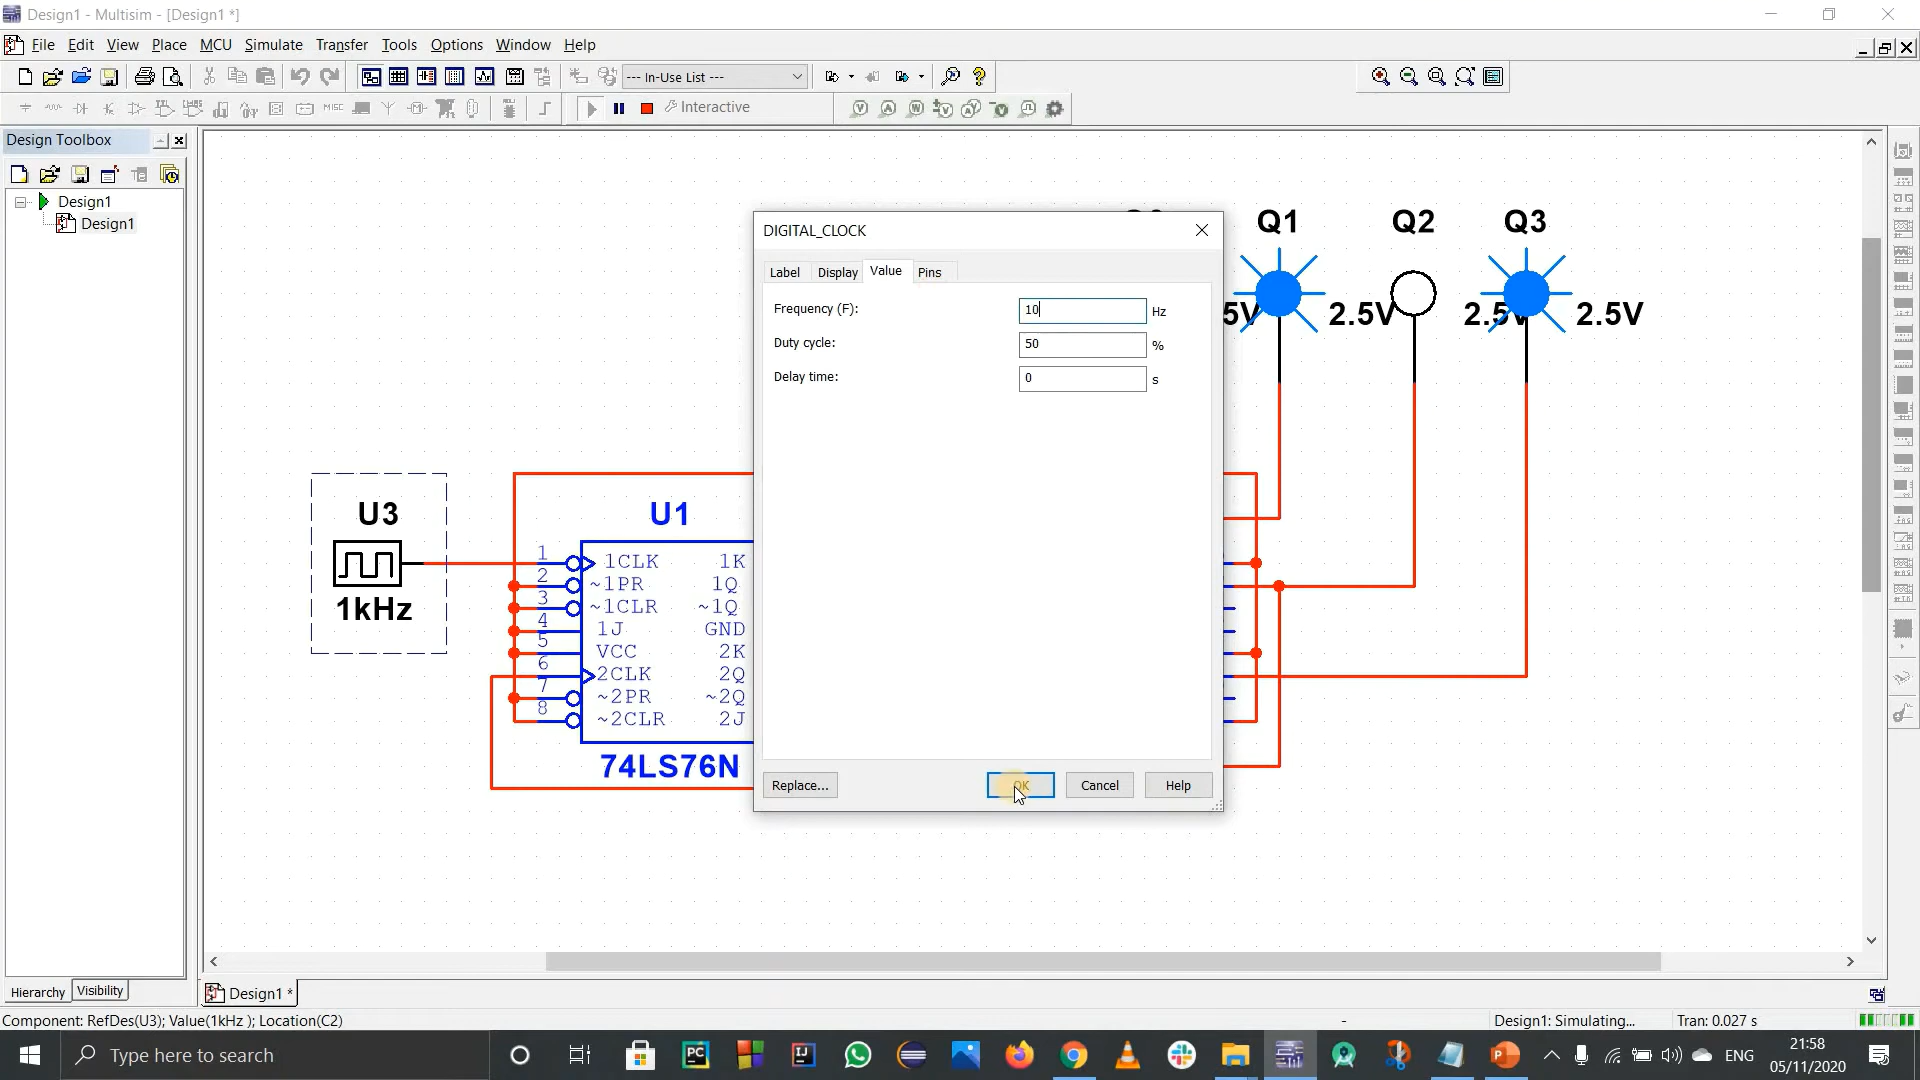 Design1 - Multisim - [Design1 *]
File Edit View Place MCU Simulate Transfer Tools Options Window Help
--- In-Use List ---
MISC Interactive
Design Toolbox
Design1
Design1
Q1 Q2 Q3
2.5V 2.5V
DIGITAL_CLOCK
Label Display Value Pins
Frequency (F): 10 Hz
Duty cycle: 50 %
Delay time: 0 s
Replace... OK Cancel Help
U3
1kHz
U1
1 1CLK 1K
2 ~1PR 1Q
3 ~1CLR ~1Q
4 1J GND
5 VCC 2K
6 2CLK 2Q
7 ~2PR ~2Q
8 ~2CLR 2J
74LS76N
Hierarchy Visibility
Design1 *
Component: RefDes(U3); Value(1kHz ); Location(C2)
- Design1: Simulating... Tran: 0.027 s
Type here to search
ENG
21:58
05/11/2020